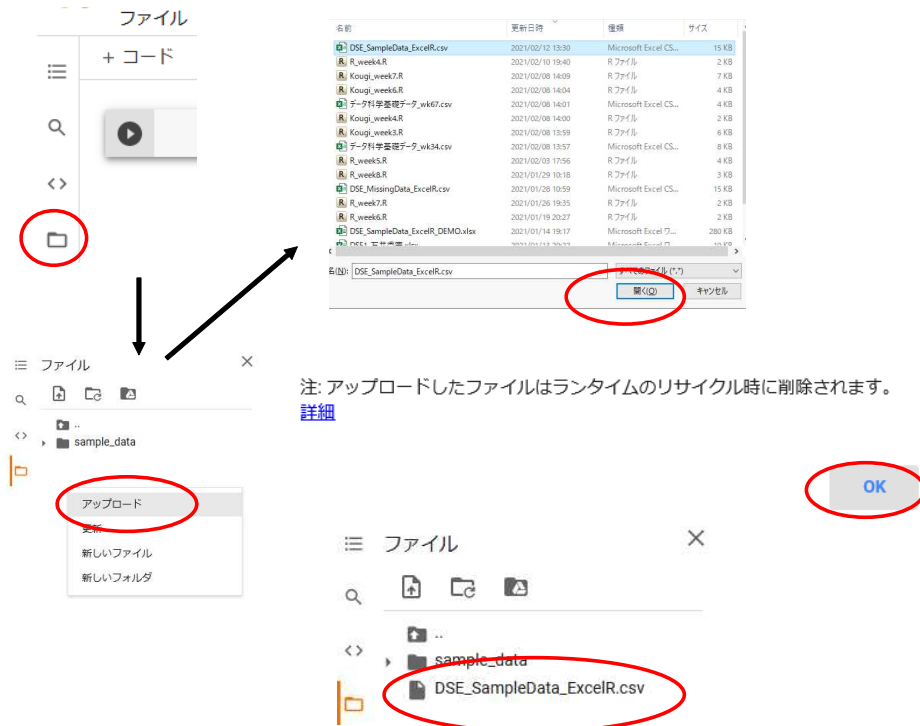 ファイル
+ コード
名前 更新日時 種類 サイズ
DSE_SampleData_ExcelR.csv 2021/02/12 13:30 Microsoft Excel CS... 15 KB
R_week4.R 2021/02/10 19:40 R ファイル 2 KB
Kougi_week7.R 2021/02/08 14:09 R ファイル 7 KB
Kougi_week6.R 2021/02/08 14:04 R ファイル 4 KB
データ科学基礎データ_wk67.csv 2021/02/08 14:01 Microsoft Excel CS... 4 KB
Kougi_week4.R 2021/02/08 14:00 R ファイル 2 KB
Kougi_week3.R 2021/02/08 13:59 R ファイル 6 KB
データ科学基礎データ_wk34.csv 2021/02/08 13:57 Microsoft Excel CS... 8 KB
R_week5.R 2021/02/03 17:56 R ファイル 4 KB
R_week8.R 2021/01/29 10:18 R ファイル 3 KB
DSE_MissingData_ExcelR.csv 2021/01/28 10:59 Microsoft Excel CS... 15 KB
R_week7.R 2021/01/26 19:35 R ファイル 2 KB
R_week6.R 2021/01/19 20:27 R ファイル 2 KB
DSE_SampleData_ExcelR_DEMO.xlsx 2021/01/14 19:17 Microsoft Excel ワ... 280 KB
名(N): DSE_SampleData_ExcelR.csv すべてのファイル (*.*)
開く(O) キャンセル
ファイル
..
sample_data
アップロード
更新
新しいファイル
新しいフォルダ
注: アップロードしたファイルはランタイムのリサイクル時に削除されます。
詳細
OK
ファイル
..
sample_data
DSE_SampleData_ExcelR.csv